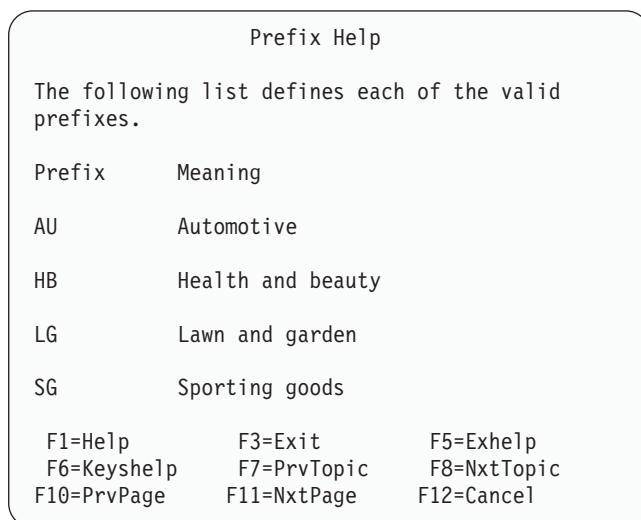 Prefix Help
The following list defines each of the valid
prefixes.
Prefix Meaning
AU Automotive
HB Health and beauty
LG Lawn and garden
SG Sporting goods
F1=Help F3=Exit F5=Exhelp
F6=Keyshelp F7=PrvTopic F8=NxtTopic
F10=PrvPage F11=NxtPage F12=Cancel